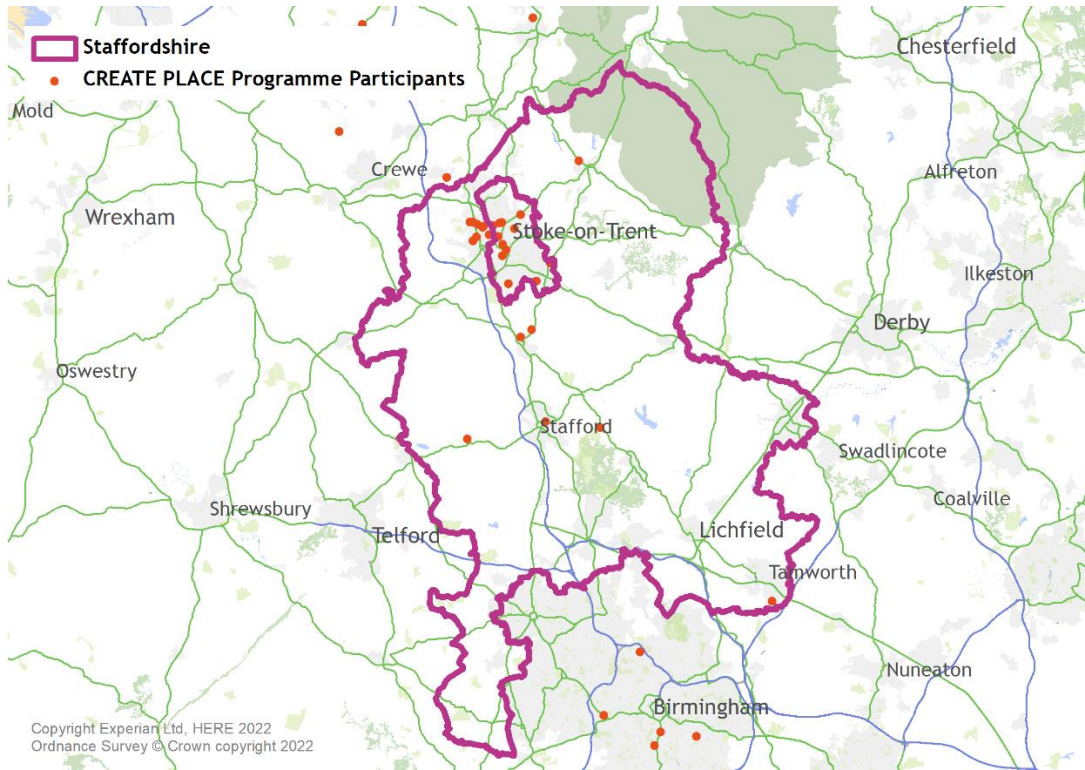 Staffordshire
CREATE PLACE Programme Participants
Chesterfield
Mold
Crewe
Alfreton
Wrexham
Stoke-on-Trent
Ilkeston
Derby
Oswestry
Stafford
Swadlincote
Coalville
Shrewsbury
Telford
Lichfield
Tamworth
Nuneaton
Birmingham
Copyright Experian Ltd, HERE 2022
Ordnance Survey © Crown copyright 2022